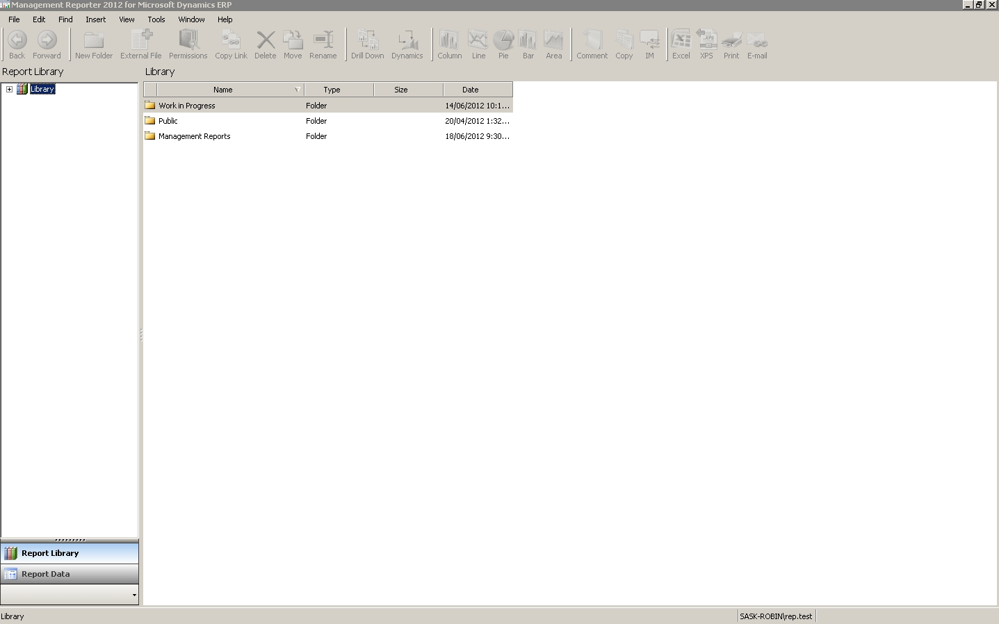 Management Reporter 2012 for Microsoft Dynamics ERP
File Edit Find Insert View Tools Window Help
Back Forward New Folder External File Permissions Copy Link Delete Move Rename Drill Down Dynamics Column Line Pie Bar Area Comment Copy IM Excel XPS Print E-mail
Report Library Library
Library Name Type Size Date
Work in Progress Folder 14/06/2012 10:1...
Public Folder 20/04/2012 1:32...
Management Reports Folder 18/06/2012 9:30...
Report Library
Report Data
Library SASK-ROBIN\rep.test